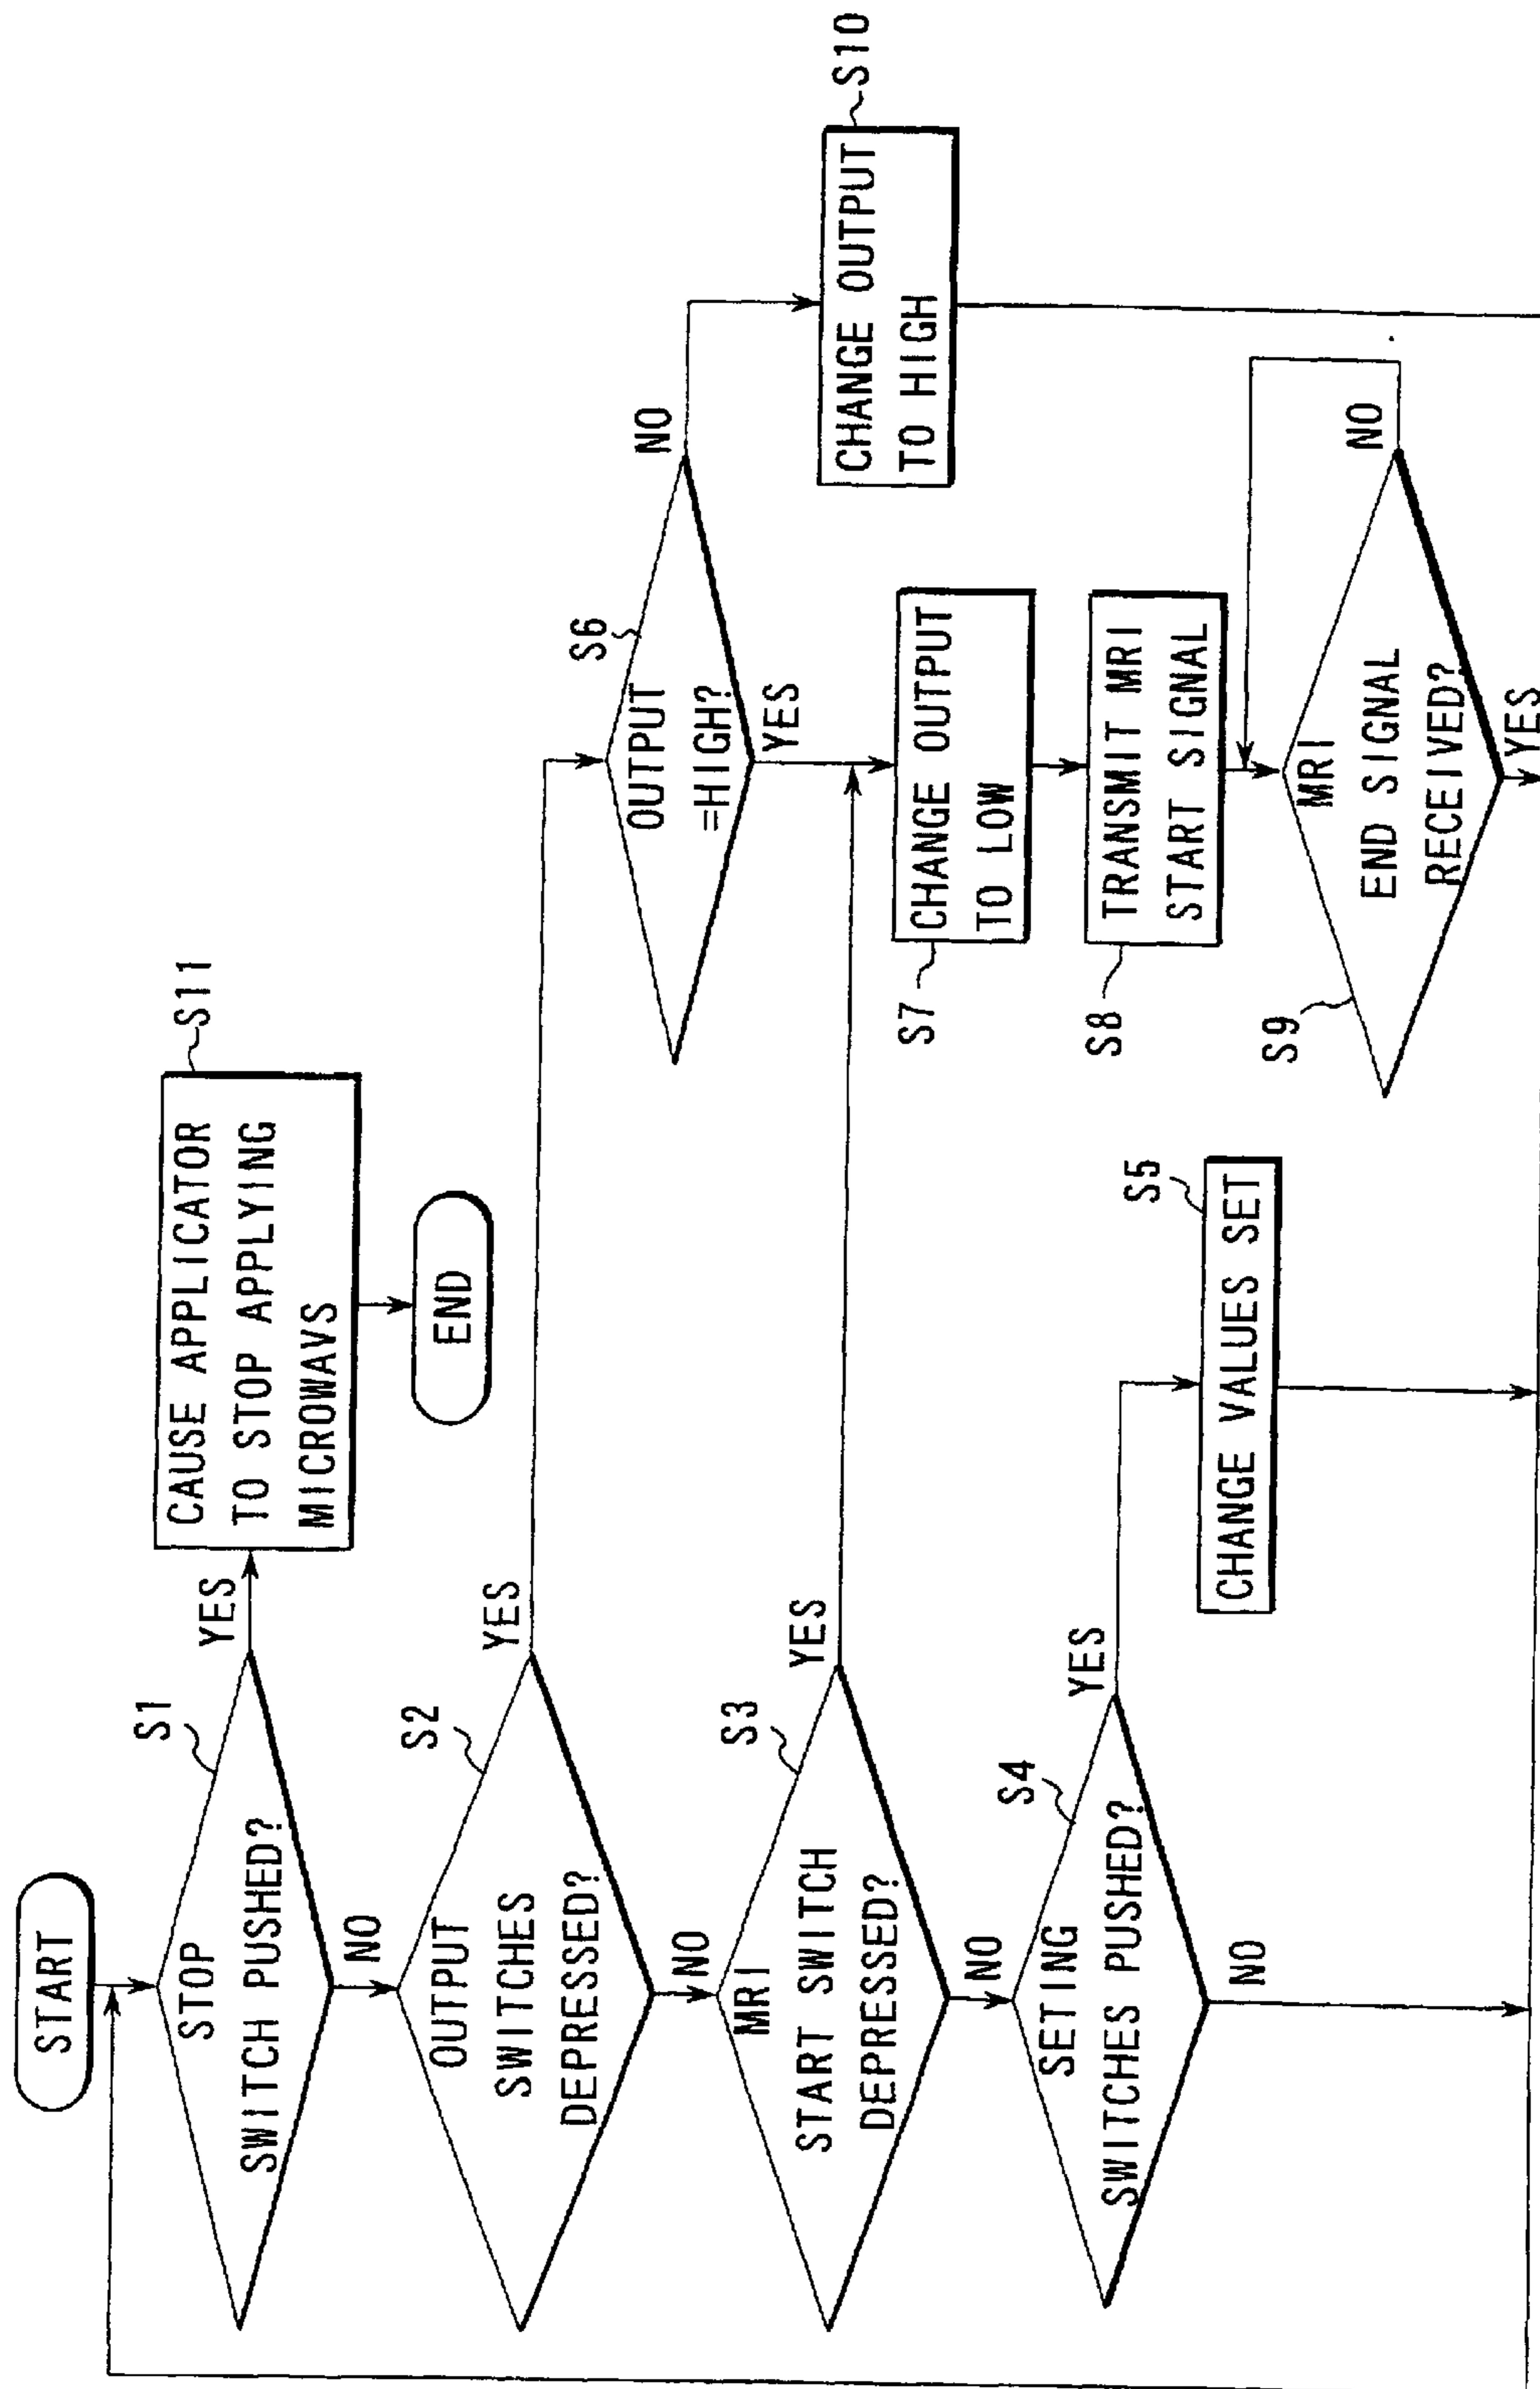 START
STOP
SWITCH PUSHED?
S1
YES
NO
CAUSE APPLICATOR
TO STOP APPLYING
MICROWAVS
S11
END
OUTPUT
SWITCHES
DEPRESSED?
S2
YES
NO
MRI
START SWITCH
DEPRESSED?
S3
YES
NO
SETING
SWITCHES PUSHED?
S4
YES
NO
CHANGE VALUES SET
S5
OUTPUT
=HIGH?
S6
NO
YES
CHANGE OUTPUT
TO HIGH
S10
S7
CHANGE OUTPUT
TO LOW
S8
TRANSMIT MRI
START SIGNAL
S9
MRI
END SIGNAL
RECEIVED?
NO
YES